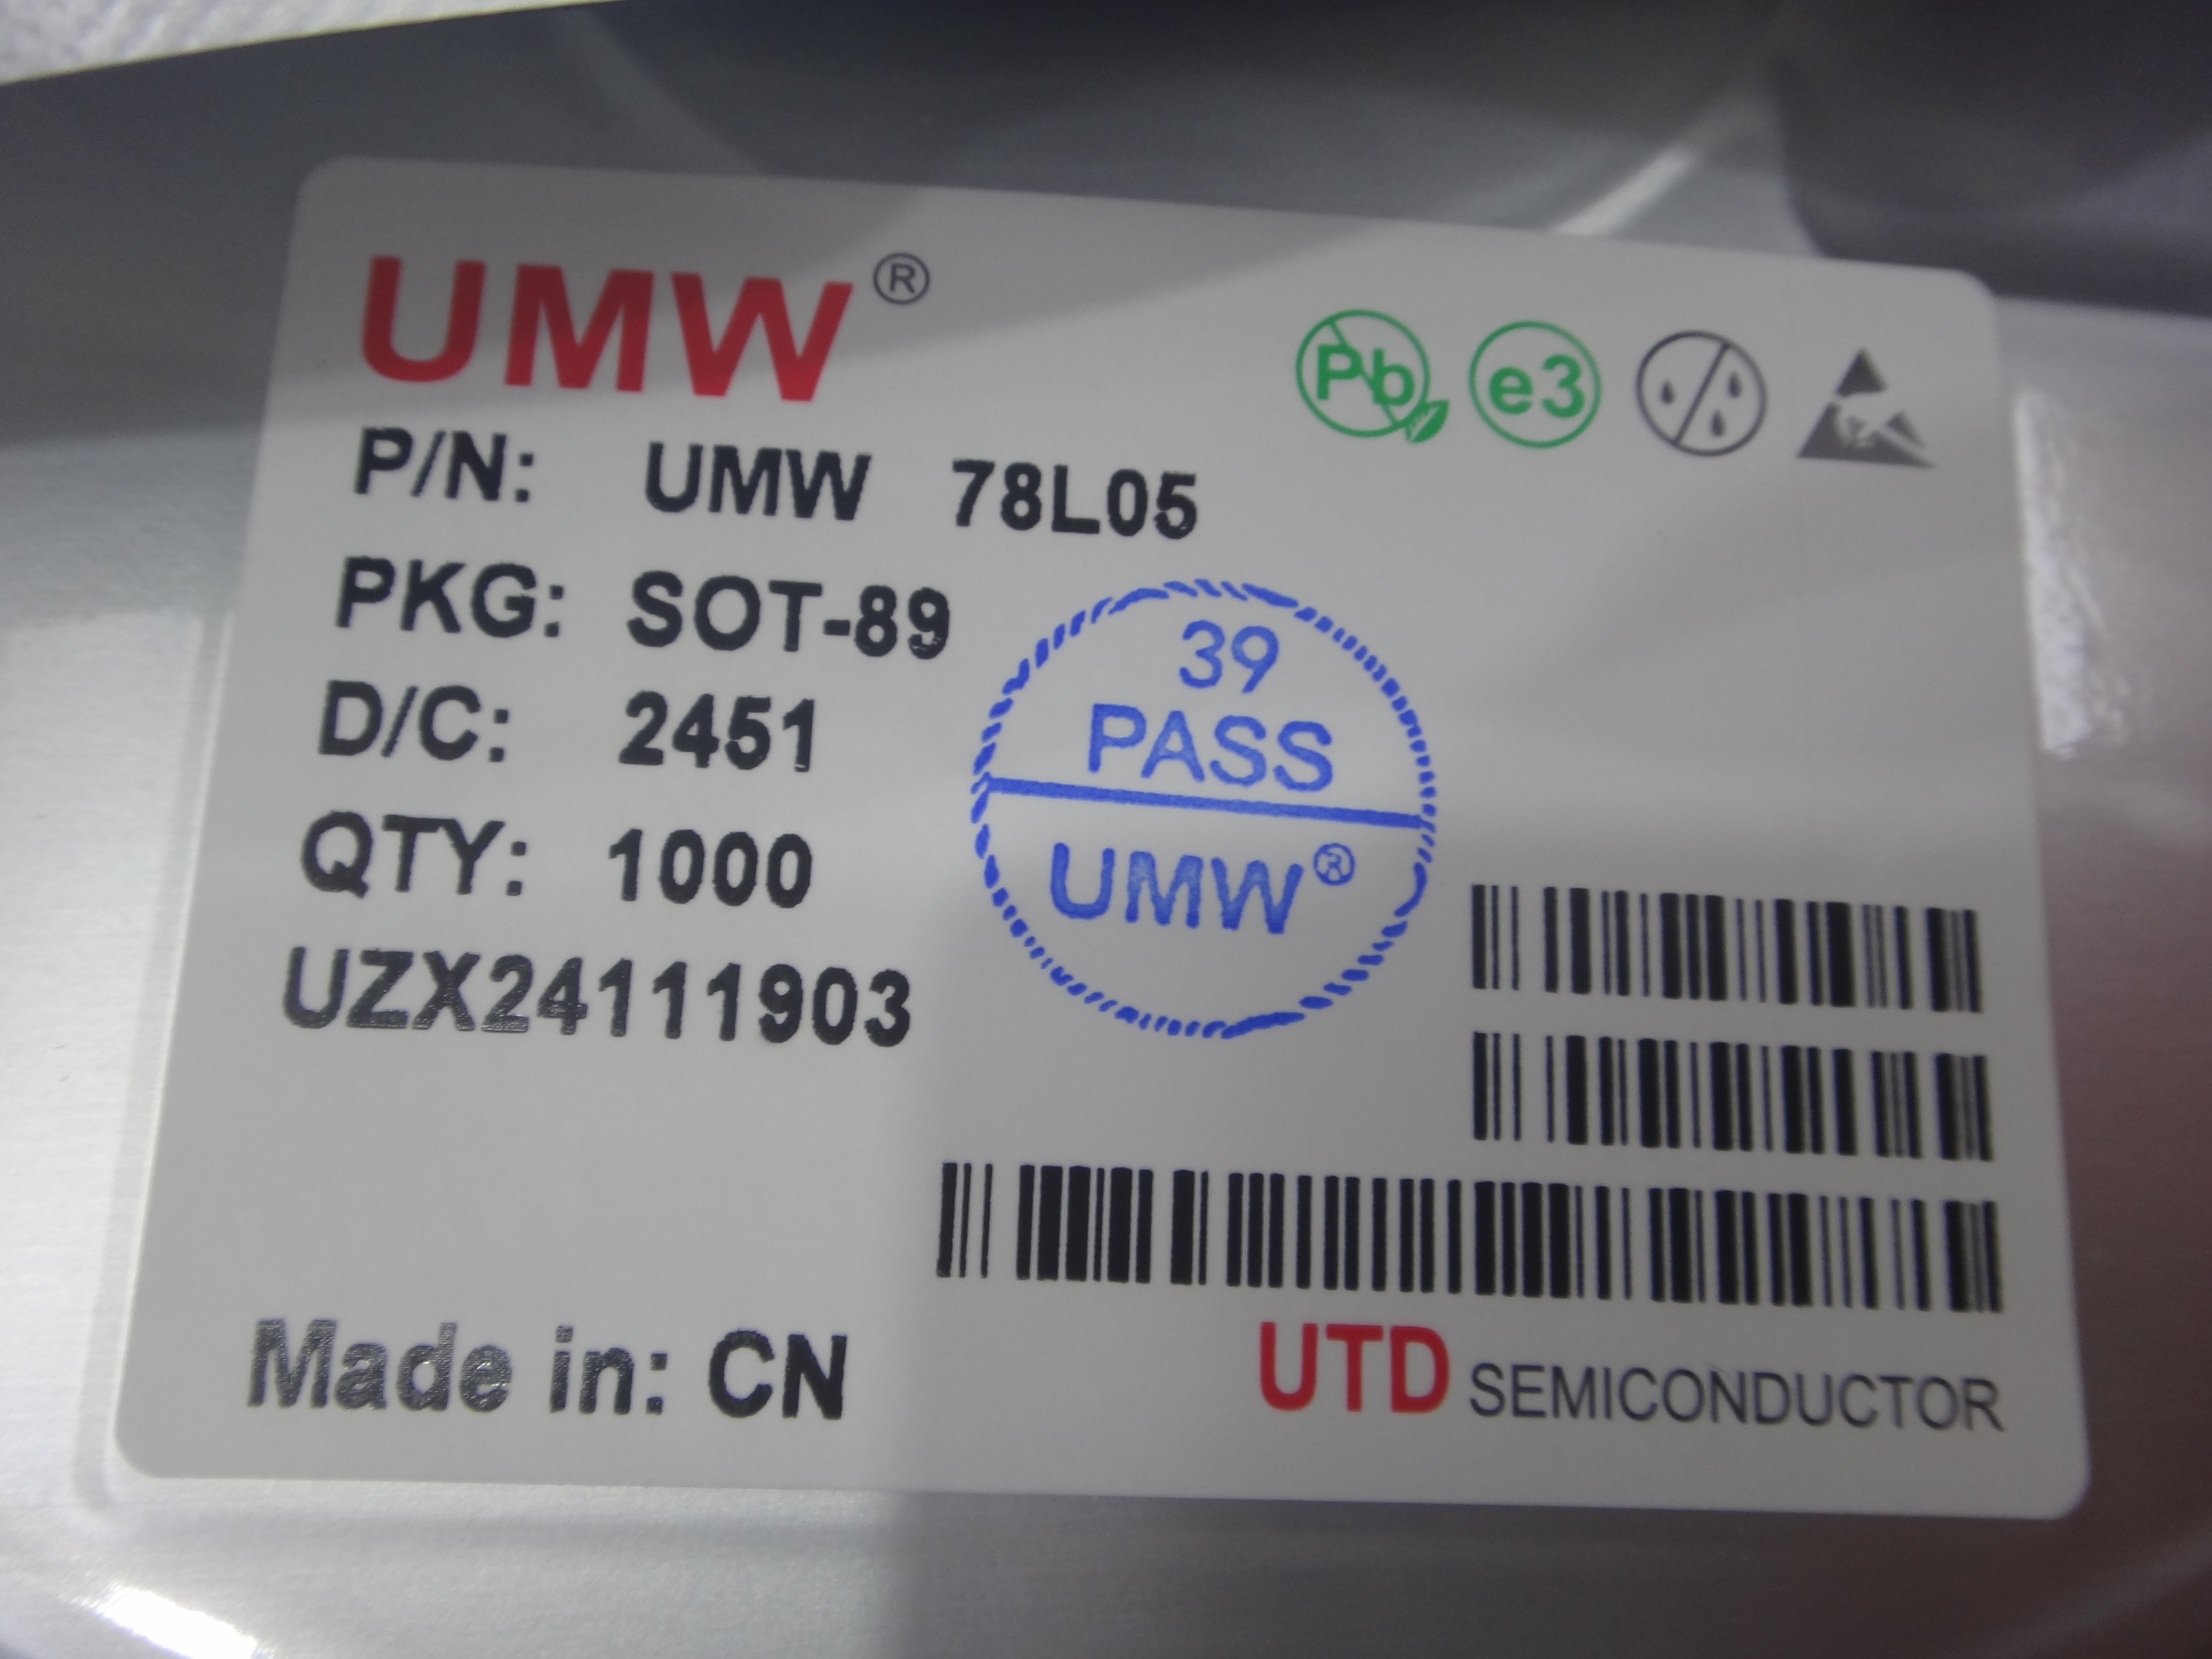 UMW®
Pb e3
P/N: UMW 78L05
PKG: SOT-89
D/C: 2451
QTY: 1000
UZX24111903
39
PASS
UMW®
Made in: CN
UTD SEMICONDUCTOR